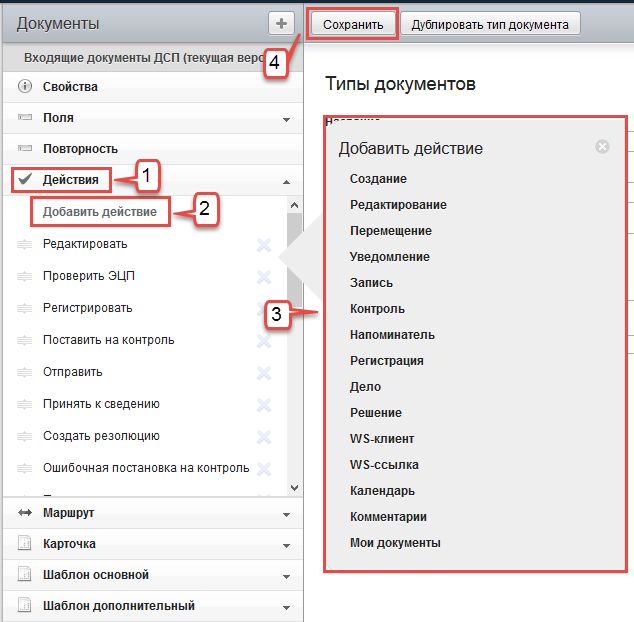 Документы
+
Сохранить
Дублировать тип документа
Входящие документы ДСП (текущая верс
4
Свойства
Поля
Повторность
Действия
1
Добавить действие
2
Редактировать
Проверить ЭЦП
Регистрировать
Поставить на контроль
Отправить
Принять к сведению
Создать резолюцию
Ошибочная постановка на контроль
Маршрут
Карточка
Шаблон основной
Шаблон дополнительный
Типы документов
Добавить действие
3
Создание
Редактирование
Перемещение
Уведомление
Запись
Контроль
Напоминатель
Регистрация
Дело
Решение
WS-клиент
WS-ссылка
Календарь
Комментарии
Мои документы